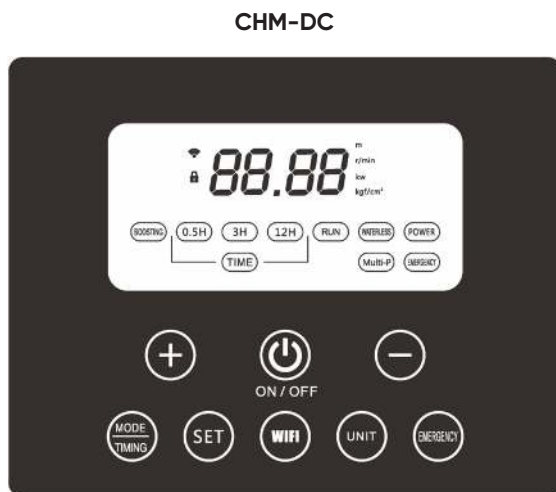 CHM-DC
m
r/min
88.88
kw
kgf/cm²
BOOSTING 0.5H 3H 12H RUN WATERLESS POWER
TIME Multi-P EMERGENCY
+ −
ON / OFF
MODE
TIMING
SET WIFI UNIT EMERGENCY